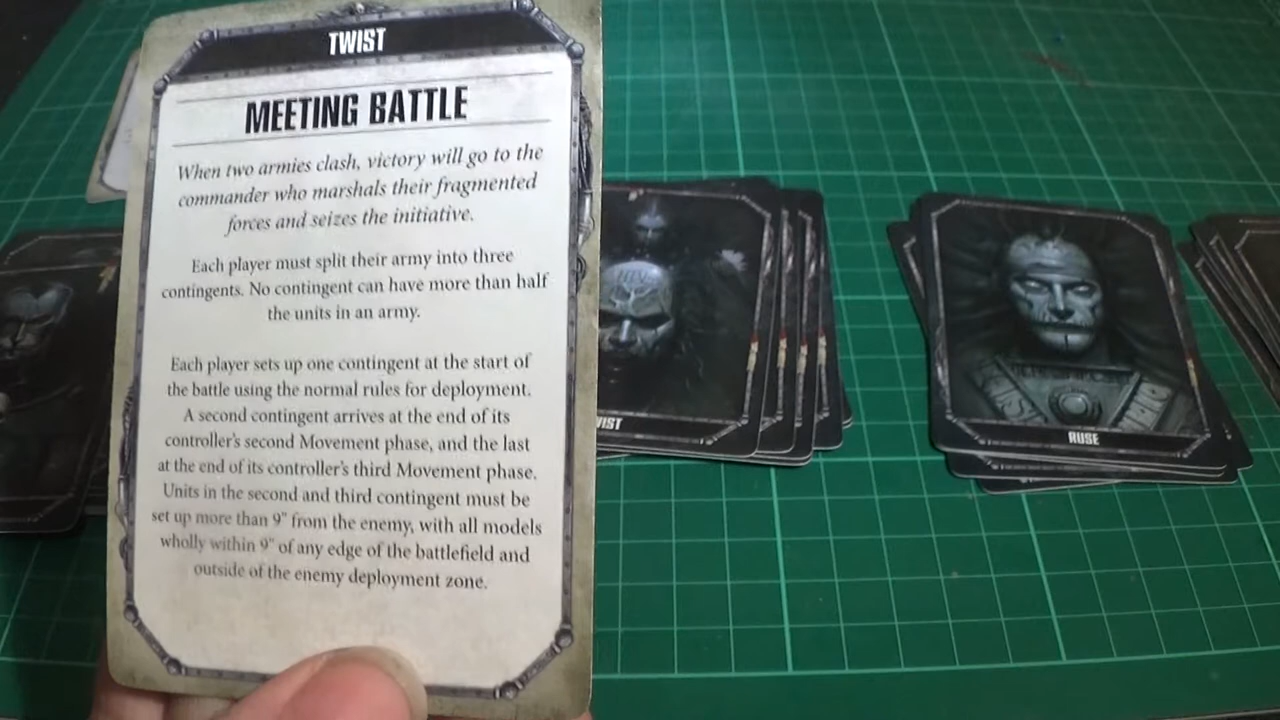 TWIST
MEETING BATTLE
When two armies clash, victory will go to the
commander who marshals their fragmented
forces and seizes the initiative.
Each player must split their army into three
contingents. No contingent can have more than half
the units in an army.
Each player sets up one contingent at the start of
the battle using the normal rules for deployment.
A second contingent arrives at the end of its
controller's second Movement phase, and the last
at the end of its controller's third Movement phase.
Units in the second and third contingent must be
set up more than 9" from the enemy, with all models
wholly within 9" of any edge of the battlefield and
outside of the enemy deployment zone.
RUSE